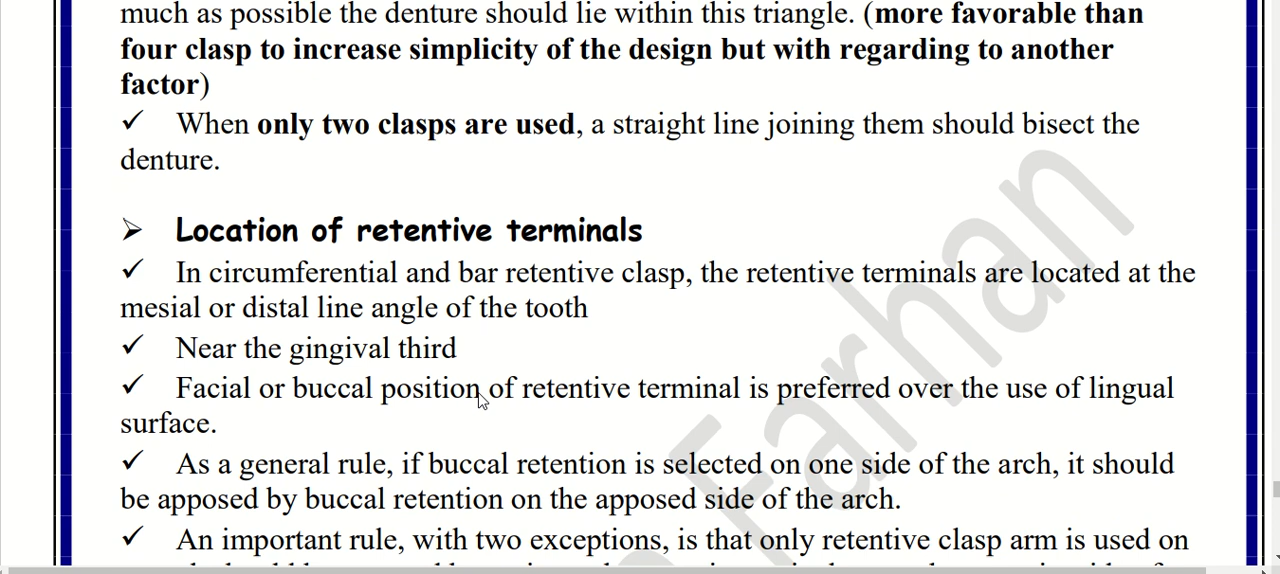 much as possible the denture should lie within this triangle. (more favorable than
four clasp to increase simplicity of the design but with regarding to another
factor)
✓ When only two clasps are used, a straight line joining them should bisect the
denture.
➢ Location of retentive terminals
✓ In circumferential and bar retentive clasp, the retentive terminals are located at the
mesial or distal line angle of the tooth
✓ Near the gingival third
✓ Facial or buccal position of retentive terminal is preferred over the use of lingual
surface.
✓ As a general rule, if buccal retention is selected on one side of the arch, it should
be apposed by buccal retention on the apposed side of the arch.
✓ An important rule, with two exceptions, is that only retentive clasp arm is used on
Farhan